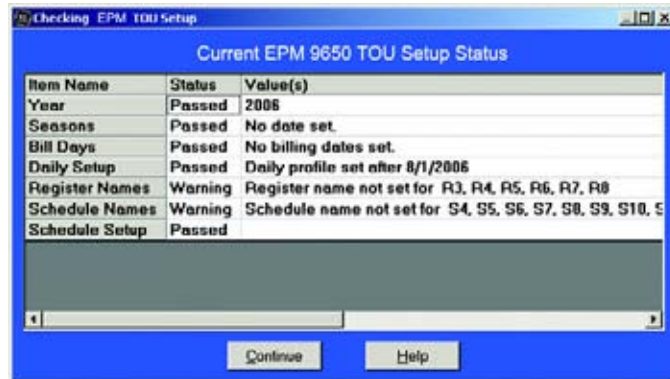 Checking EPM TOU Setup
Current EPM 9650 TOU Setup Status
Item Name Status Value(s)
Year Passed 2006
Seasons Passed No date set.
Bill Days Passed No billing dates set.
Daily Setup Passed Daily profile set after 8/1/2006
Register Names Warning Register name not set for R3, R4, R5, R6, R7, R8
Schedule Names Warning Schedule name not set for S4, S5, S6, S7, S8, S9, S10, S
Schedule Setup Passed
Continue Help